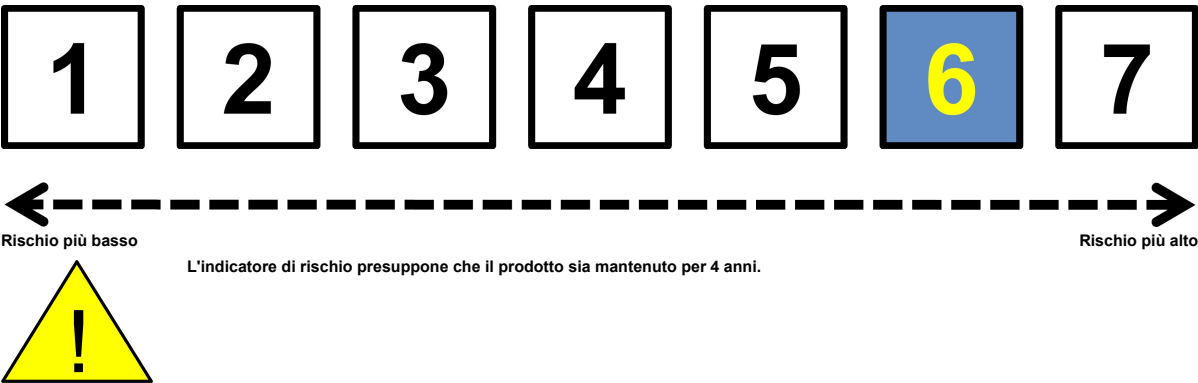 1 2 3 4 5 6 7
Rischio più basso Rischio più alto
L'indicatore di rischio presuppone che il prodotto sia mantenuto per 4 anni.
!